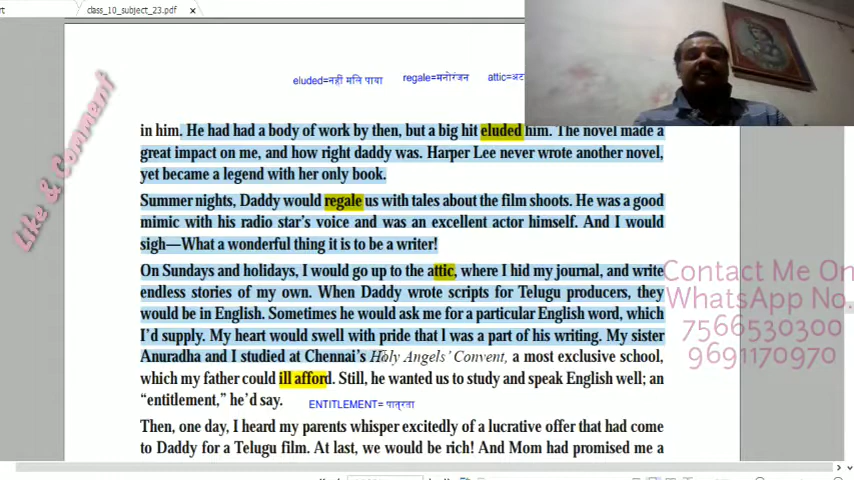 class_10_subject_23.pdf ×
eluded=नहीं मलि पाया regale=मनोरंजन attic=अट
in him. He had had a body of work by then, but a big hit eluded him. The novel made a
great impact on me, and how right daddy was. Harper Lee never wrote another novel,
yet became a legend with her only book.
Summer nights, Daddy would regale us with tales about the film shoots. He was a good
mimic with his radio star's voice and was an excellent actor himself. And I would
sigh—What a wonderful thing it is to be a writer!
On Sundays and holidays, I would go up to the attic, where I hid my journal, and write
endless stories of my own. When Daddy wrote scripts for Telugu producers, they
would be in English. Sometimes he would ask me for a particular English word, which
I'd supply. My heart would swell with pride that l was a part of his writing. My sister
Anuradha and I studied at Chennai's Holy Angels' Convent, a most exclusive school,
which my father could ill afford. Still, he wanted us to study and speak English well; an
"entitlement," he'd say.
ENTITLEMENT= पात्रता
Then, one day, I heard my parents whisper excitedly of a lucrative offer that had come
to Daddy for a Telugu film. At last, we would be rich! And Mom had promised me a
Like & Comment
Contact Me On
WhatsApp No.
7566530300
9691170970